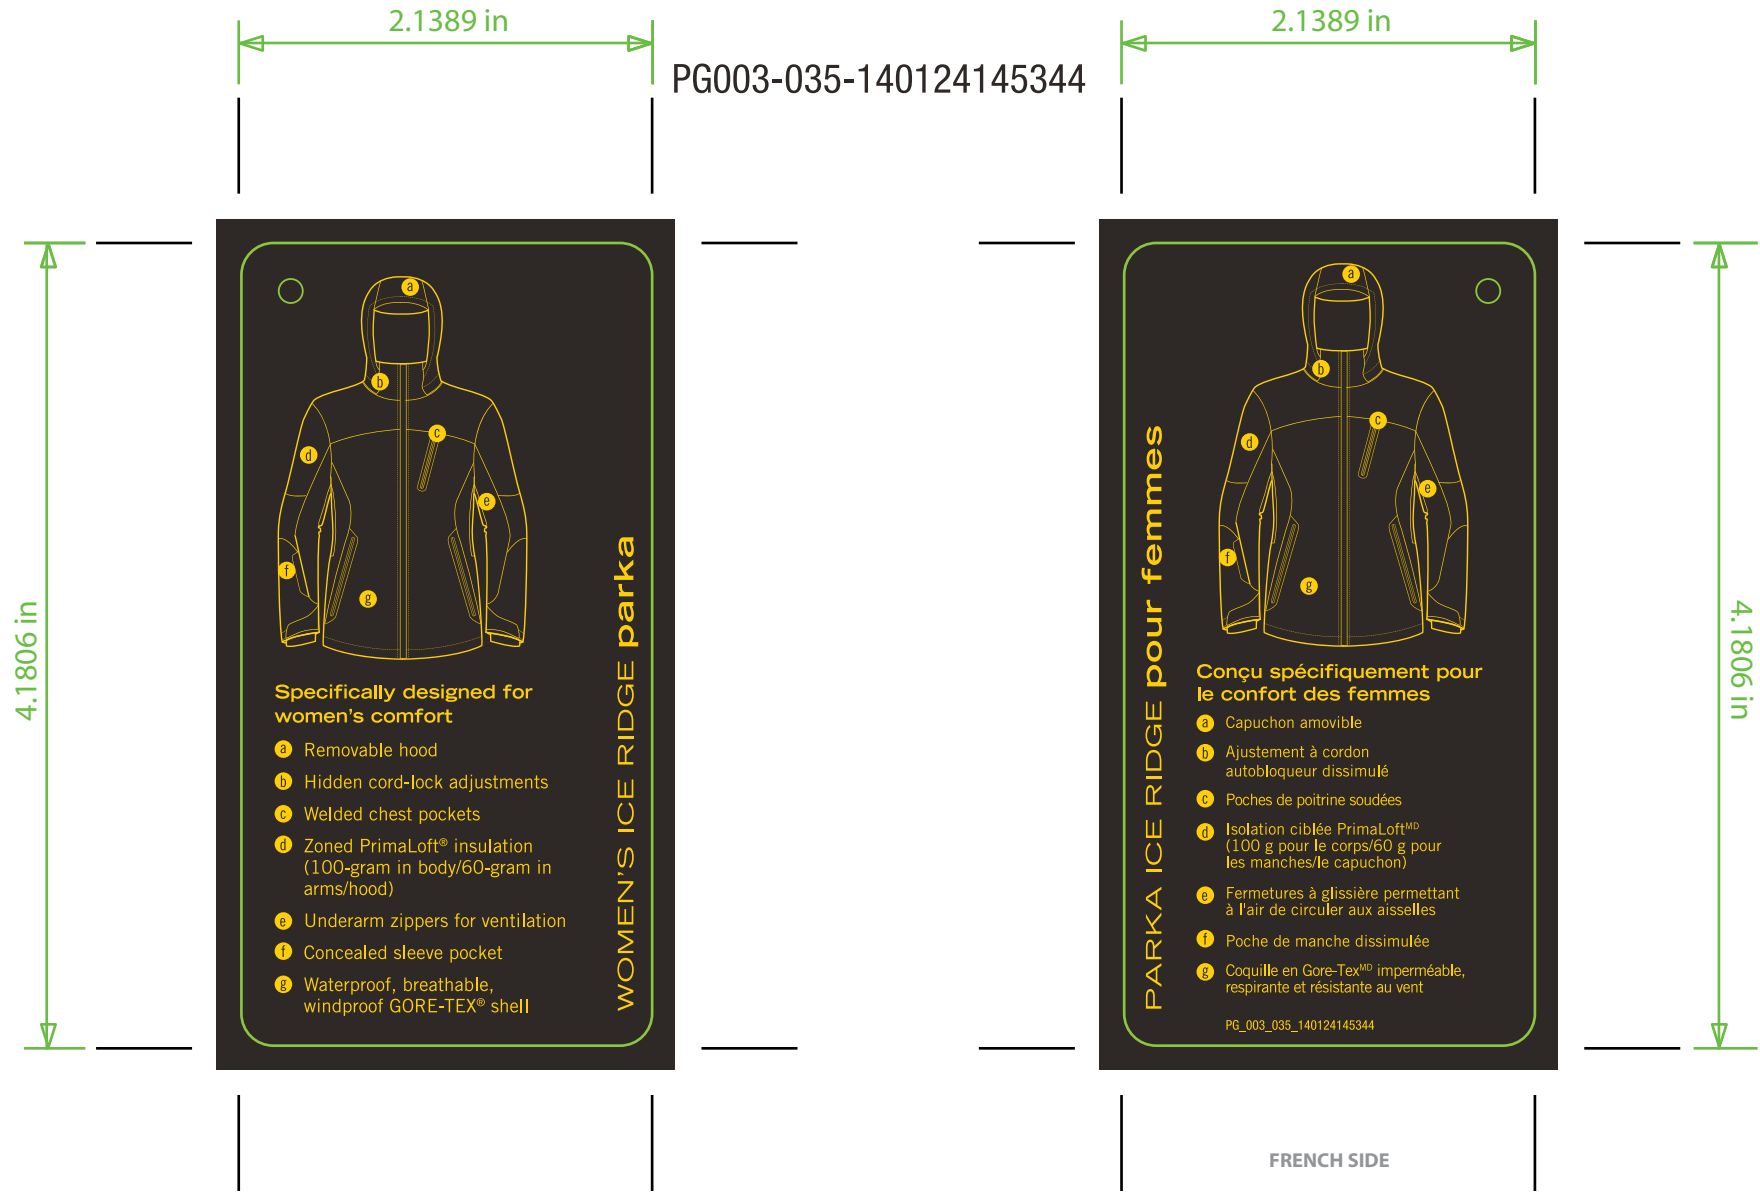 2.1389 in
2.1389 in
PG003-035-140124145344
4.1806 in
a
b
c
d
e
f
g
WOMEN'S ICE RIDGE parka
Specifically designed for
women's comfort
a Removable hood
b Hidden cord-lock adjustments
c Welded chest pockets
d Zoned PrimaLoft® insulation
(100-gram in body/60-gram in
arms/hood)
e Underarm zippers for ventilation
f Concealed sleeve pocket
g Waterproof, breathable,
windproof GORE-TEX® shell
a
b
c
d
e
f
g
PARKA ICE RIDGE pour femmes
Conçu spécifiquement pour
le confort des femmes
a Capuchon amovible
b Ajustement à cordon
autobloqueur dissimulé
c Poches de poitrine soudées
d Isolation ciblée PrimaLoftMD
(100 g pour le corps/60 g pour
les manches/le capuchon)
e Fermetures à glissière permettant
à l'air de circuler aux aisselles
f Poche de manche dissimulée
g Coquille en Gore-TexMD imperméable,
respirante et résistante au vent
PG_003_035_140124145344
4.1806 in
FRENCH SIDE